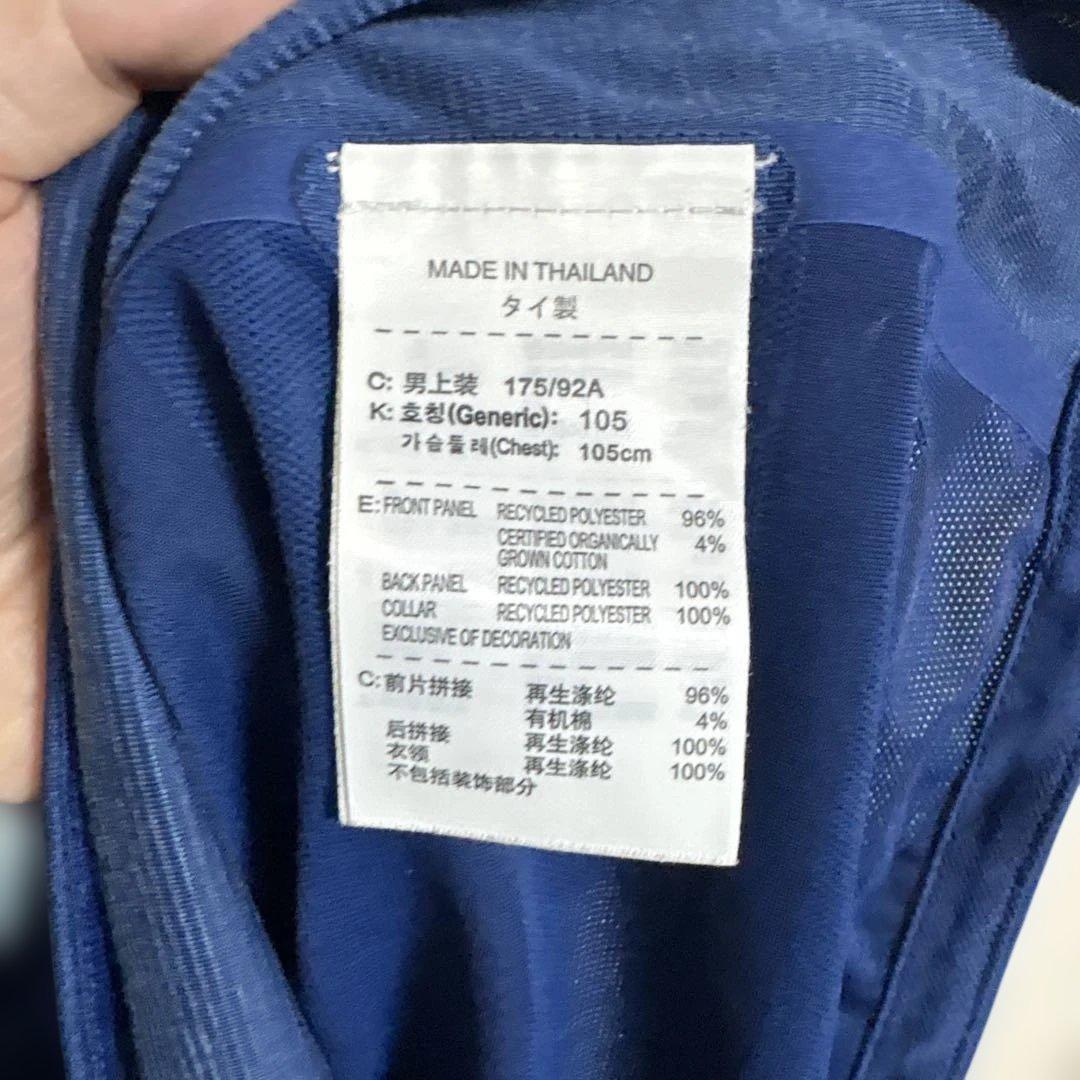 MADE IN THAILAND
タイ製
C: 男上装 175/92A
K: 호칭(Generic): 105
가슴둘레(Chest): 105cm
E: FRONT PANEL RECYCLED POLYESTER 96%
CERTIFIED ORGANICALLY 4%
GROWN COTTON
BACK PANEL RECYCLED POLYESTER 100%
COLLAR RECYCLED POLYESTER 100%
EXCLUSIVE OF DECORATION
C: 前片拼接 再生涤纶 96%
有机棉 4%
后拼接 再生涤纶 100%
衣领 再生涤纶 100%
不包括装饰部分